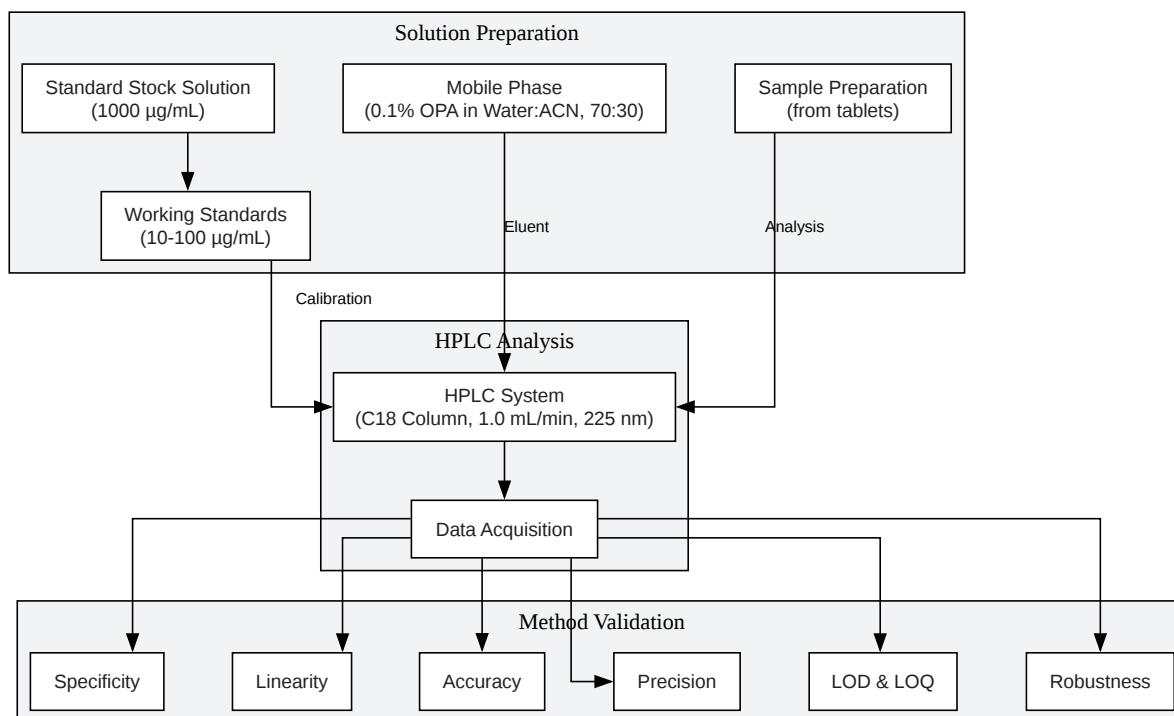 Solution Preparation
Standard Stock Solution
(1000 µg/mL)
Mobile Phase
(0.1% OPA in Water:ACN, 70:30)
Sample Preparation
(from tablets)
Working Standards
(10-100 µg/mL)
Eluent
Analysis
Calibration
HPLC Analysis
HPLC System
(C18 Column, 1.0 mL/min, 225 nm)
Data Acquisition
Method Validation
Specificity
Linearity
Accuracy
Precision
LOD & LOQ
Robustness